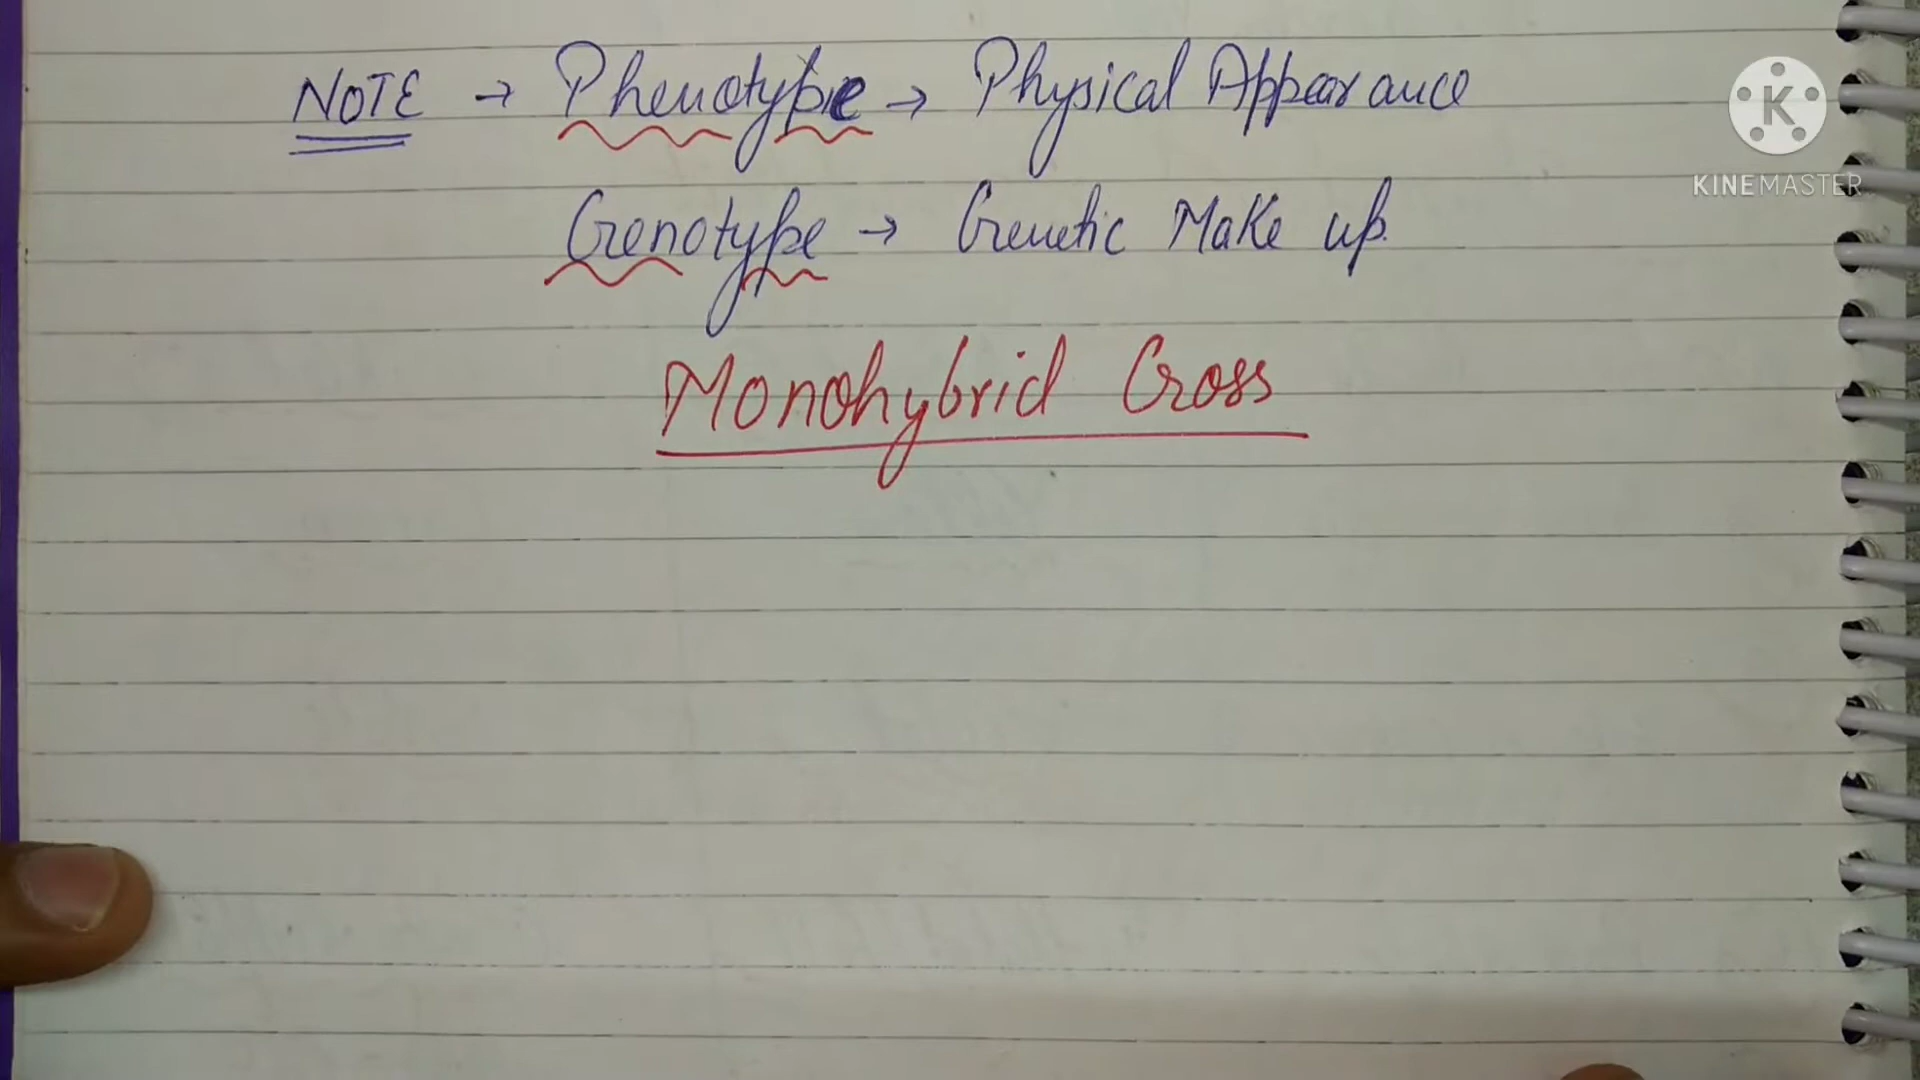 NOTE → Phenotype → Physical Appearance
Genotype → Genetic Make up.
Monohybrid Cross
K
KINEMASTER